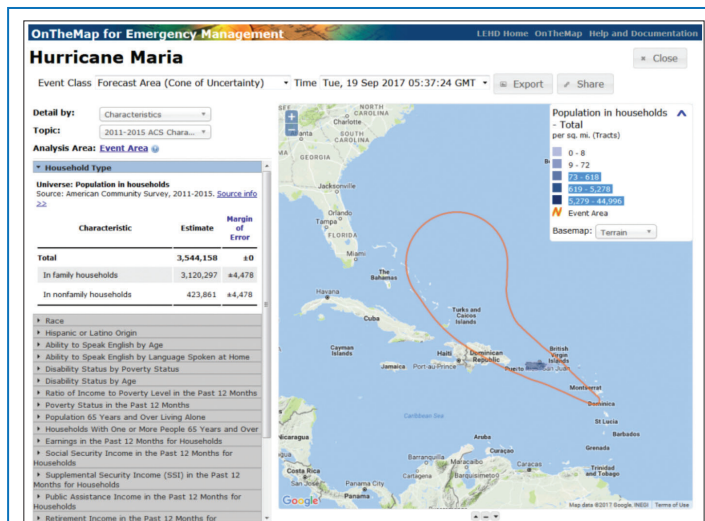 OnTheMap for Emergency Management
LEHD Home OnTheMap Help and Documentation
Hurricane Maria
× Close
Event Class Forecast Area (Cone of Uncertainty) Time Tue, 19 Sep 2017 05:37:24 GMT Export Share
Detail by: Characteristics
Topic: 2011-2015 ACS Chara...
Analysis Area: Event Area
Household Type
Universe: Population in households
Source: American Community Survey, 2011-2015. Source info
>>
Characteristic Estimate Margin of Error
Total 3,544,158 ±0
In family households 3,120,297 ±4,478
In nonfamily households 423,861 ±4,478
Race
Hispanic or Latino Origin
Ability to Speak English by Age
Ability to Speak English by Language Spoken at Home
Disability Status by Poverty Status
Disability Status by Age
Ratio of Income to Poverty Level in the Past 12 Months
Poverty Status in the Past 12 Months
Population 65 Years and Over Living Alone
Households With One or More People 65 Years and Over
Earnings in the Past 12 Months for Households
Social Security Income in the Past 12 Months for
Households
Supplemental Security Income (SSI) in the Past 12
Months for Households
Public Assistance Income in the Past 12 Months for
Households
Retirement Income in the Past 12 Months for
Population in households
- Total
per sq. mi. (Tracts)
0 - 8
9 - 72
73 - 618
619 - 5,278
5,279 - 44,996
Event Area
Basemap: Terrain
NORTH
CAROLINA
Charlotte
SOUTH
CAROLINA
GEORGIA
Jacksonville
Orlando
Tampa
FLORIDA
Miami
The
Bahamas
Havana
Cuba
Turks and
Caicos
Islands
Cayman
Islands
Jamaica
Haiti
Port-au-Prince
Dominican
Republic
Puerto
San Juan
British
Virgin
Islands
Montserrat
Dominica
St Lucia
Barbados
Grenada
Trinidad
and Tobago
Caribbean Sea
Aruba
Curaçao
Nicaragua
Barranquilla
Maracaibo
Caracas
Cartagena
Barquisimeto
Costa Rica
San José
Panama City
Panama
Google
Map data ©2017 Google, INEGI Terms of Use